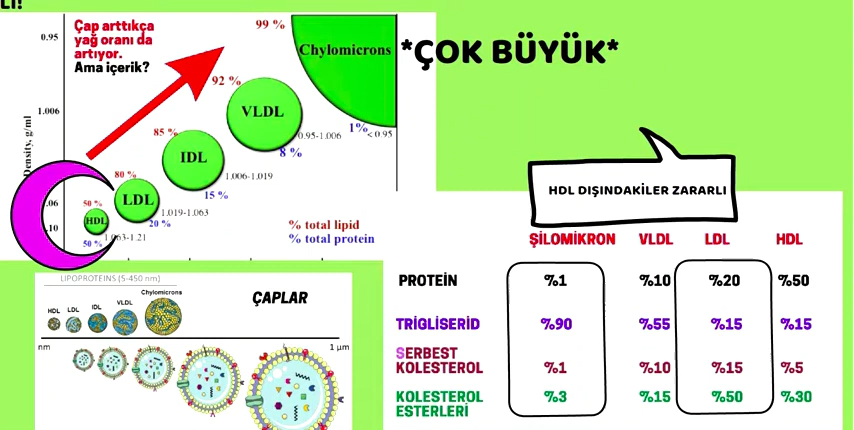 LI!
Çap arttıkça
yağ oranı da
artıyor.
Ama içerik?
99 %
Chylomicrons
*ÇOK BÜYÜK*
0.95
92 %
VLDL
1.006
Density, g/ml
85 %
IDL
0.95-1.006
1%
< 0.95
8 %
80 %
LDL
1.006-1.019
15 %
.06
50 %
HDL
1.019-1.063
20 %
.10
50 %
1.063-1.21
% total lipid
% total protein
HDL DIŞINDAKİLER ZARARLI
ŞİLOMİKRON VLDL LDL HDL
PROTEİN %1 %10 %20 %50
TRİGLİSERİD %90 %55 %15 %15
SERBEST
KOLESTEROL %1 %10 %15 %5
KOLESTEROL
ESTERLERİ %3 %15 %50 %30
LIPOPROTEINS (5-450 nm)
HDL LDL IDL VLDL Chylomicrons
ÇAPLAR
nm 1 µm